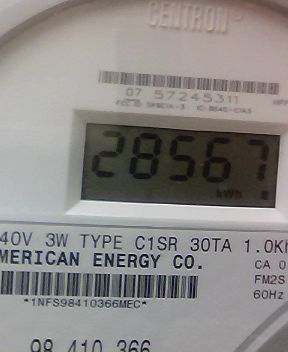 CENTRON®
07 57245311
28567
kWh
40V 3W TYPE C1SR 30TA 1.0Kh
MERICAN ENERGY CO.
CA 0
FM2S
60Hz
*1NFS98410366MEC*
98 410 366